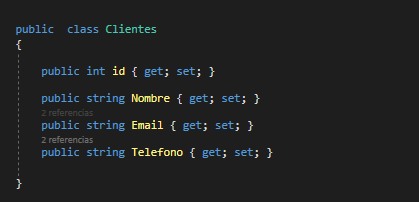 public class Clientes
{
public int id { get; set; }
public string Nombre { get; set; }
2 referencias
public string Email { get; set; }
2 referencias
public string Telefono { get; set; }
}